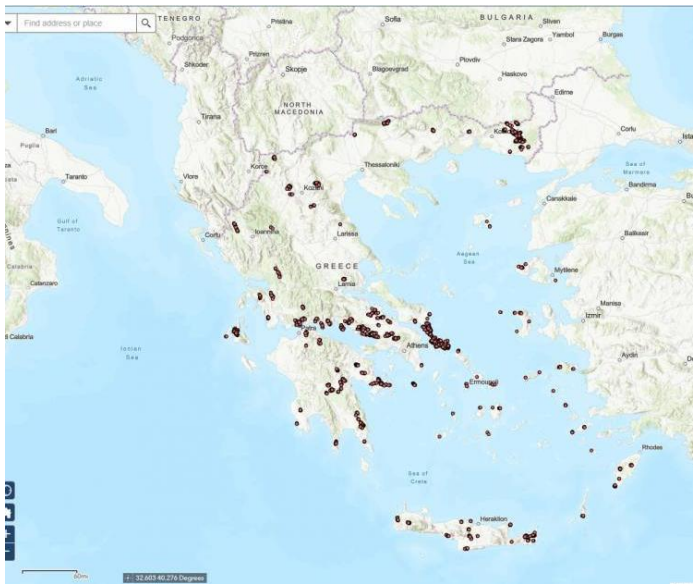 Find address or place
TENEGRO
Pristina
Sofia
BULGARIA
Sliven
Stara Zagora
Yambol
Burgas
Podgorica
Prizren
Shkoder
Skopje
Blagoevgrad
Plovdiv
Haskovo
Adriatic
Sea
NORTH
MACEDONIA
Edirne
Tirana
Bari
Puglia
Corlu
Ista
Korce
Thessaloniki
Sea of
Marmara
Taranto
Vlore
Kozani
Canakkale
Bandirma
Gulf of
Taranto
Corfu
Ioannina
Larissa
Balikesir
Aegean
Sea
GREECE
Calabria
Catanzaro
Lamia
Mytilene
Manisa
Izmir
Calabria
Ionian
Sea
Patra
Athens
Aydin
Ermoupoli
Rhodes
Sea of
Crete
Heraklion
60mi
32.603 40.276 Degrees